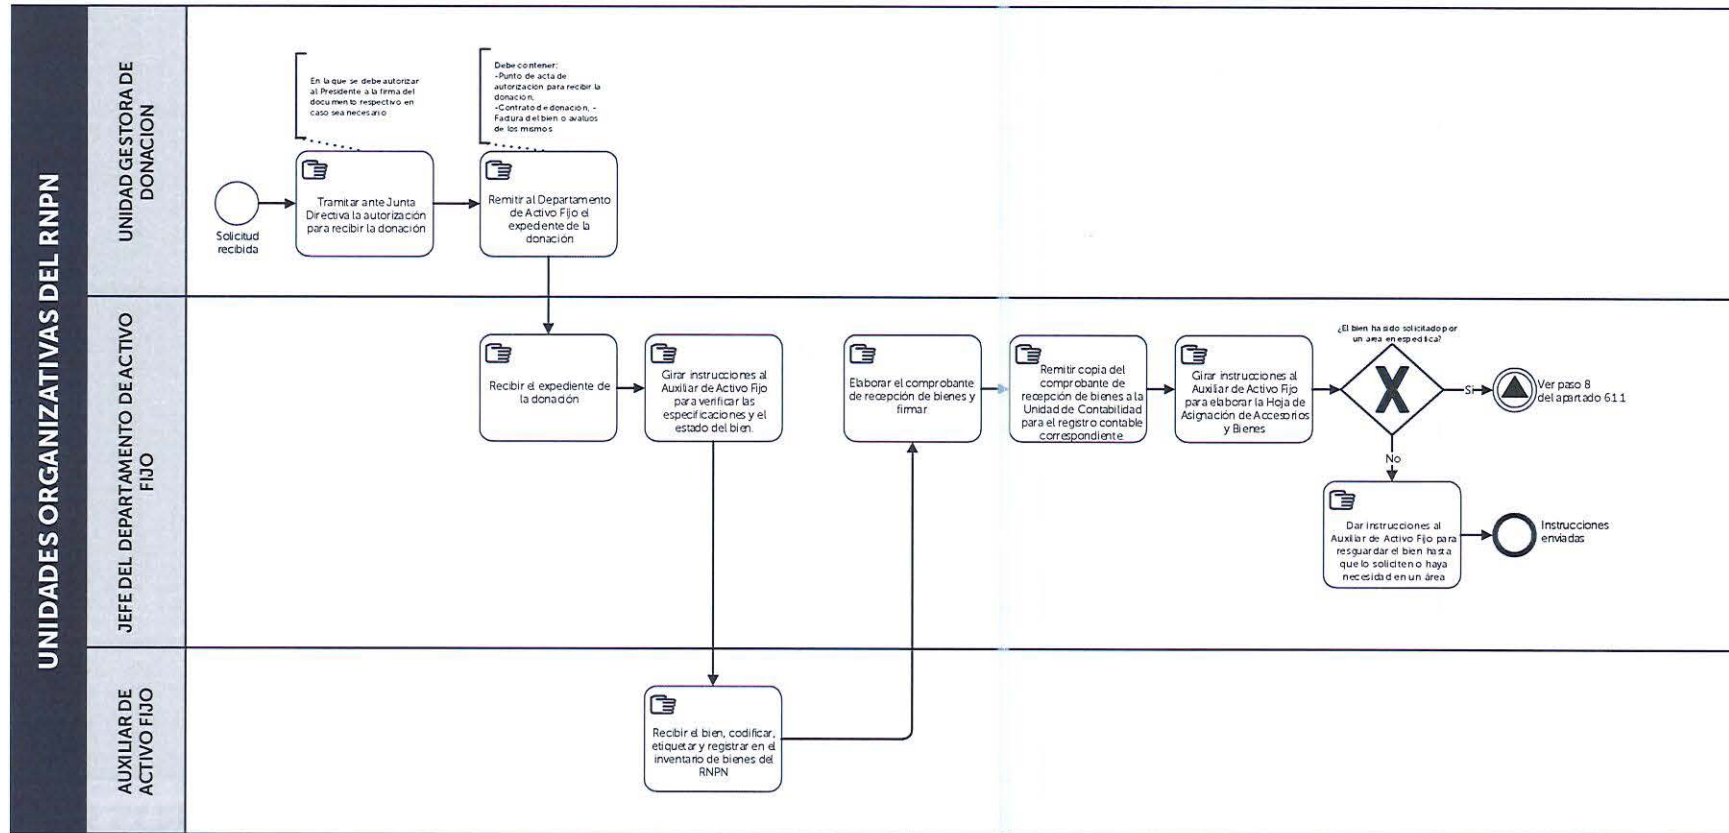 UNIDADES ORGANIZATIVAS DEL RNPN
UNIDAD GESTORA DE
DONACION
En la que se debe autorizar
al Presidente a la firma del
documento respectivo en
caso sea necesario
Debe contener:
-Punto de acta de
autorización para recibir la
donación,
-Contrato de donación, -
Factura del bien o avaluos
de los mismos
Solicitud
recibida
Tramitar ante Junta
Directiva la autorización
para recibir la donación
Remitir al Departamento
de Activo Fijo el
expediente de la
donación
JEFE DEL DEPARTAMENTO DE ACTIVO
FIJO
Recibir el expediente de
la donación
Girar instrucciones al
Auxiliar de Activo Fijo
para verificar las
especificaciones y el
estado del bien.
Elaborar el comprobante
de recepción de bienes y
firmar
Remitir copia del
comprobante de
recepción de bienes a la
Unidad de Contabilidad
para el registro contable
correspondiente
Girar instrucciones al
Auxiliar de Activo Fijo
para elaborar la Hoja de
Asignación de Accesorios
y Bienes
¿El bien ha sido solicitado por
un area en especifica?
Si
Ver paso 8
del apartado 6 1 1
No
Dar instrucciones al
Auxiliar de Activo Fijo para
resguardar el bien hasta
que lo soliciten o haya
necesidad en un área
Instrucciones
enviadas
AUXILIAR DE
ACTIVO FIJO
Recibir el bien, codificar,
etiquetar y registrar en el
inventario de bienes del
RNPN